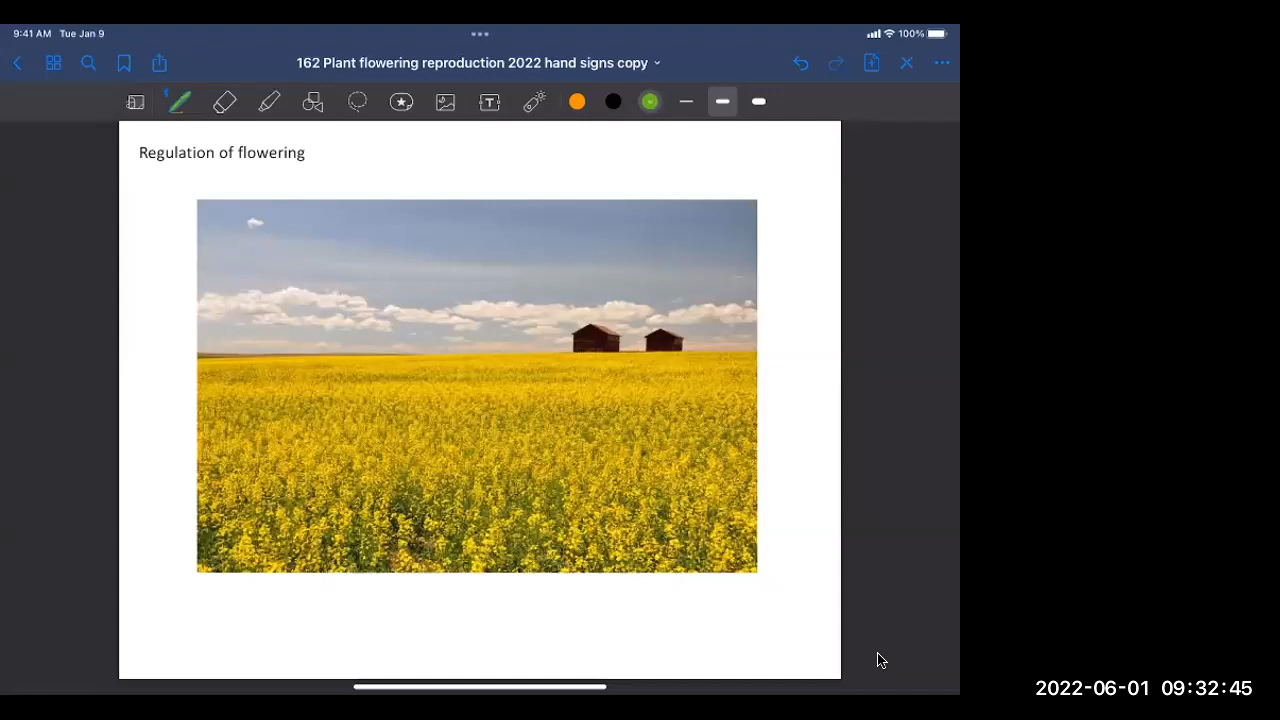 9:41 AM Tue Jan 9
100%
162 Plant flowering reproduction 2022 hand signs copy
Regulation of flowering
2022-06-01 09:32:45